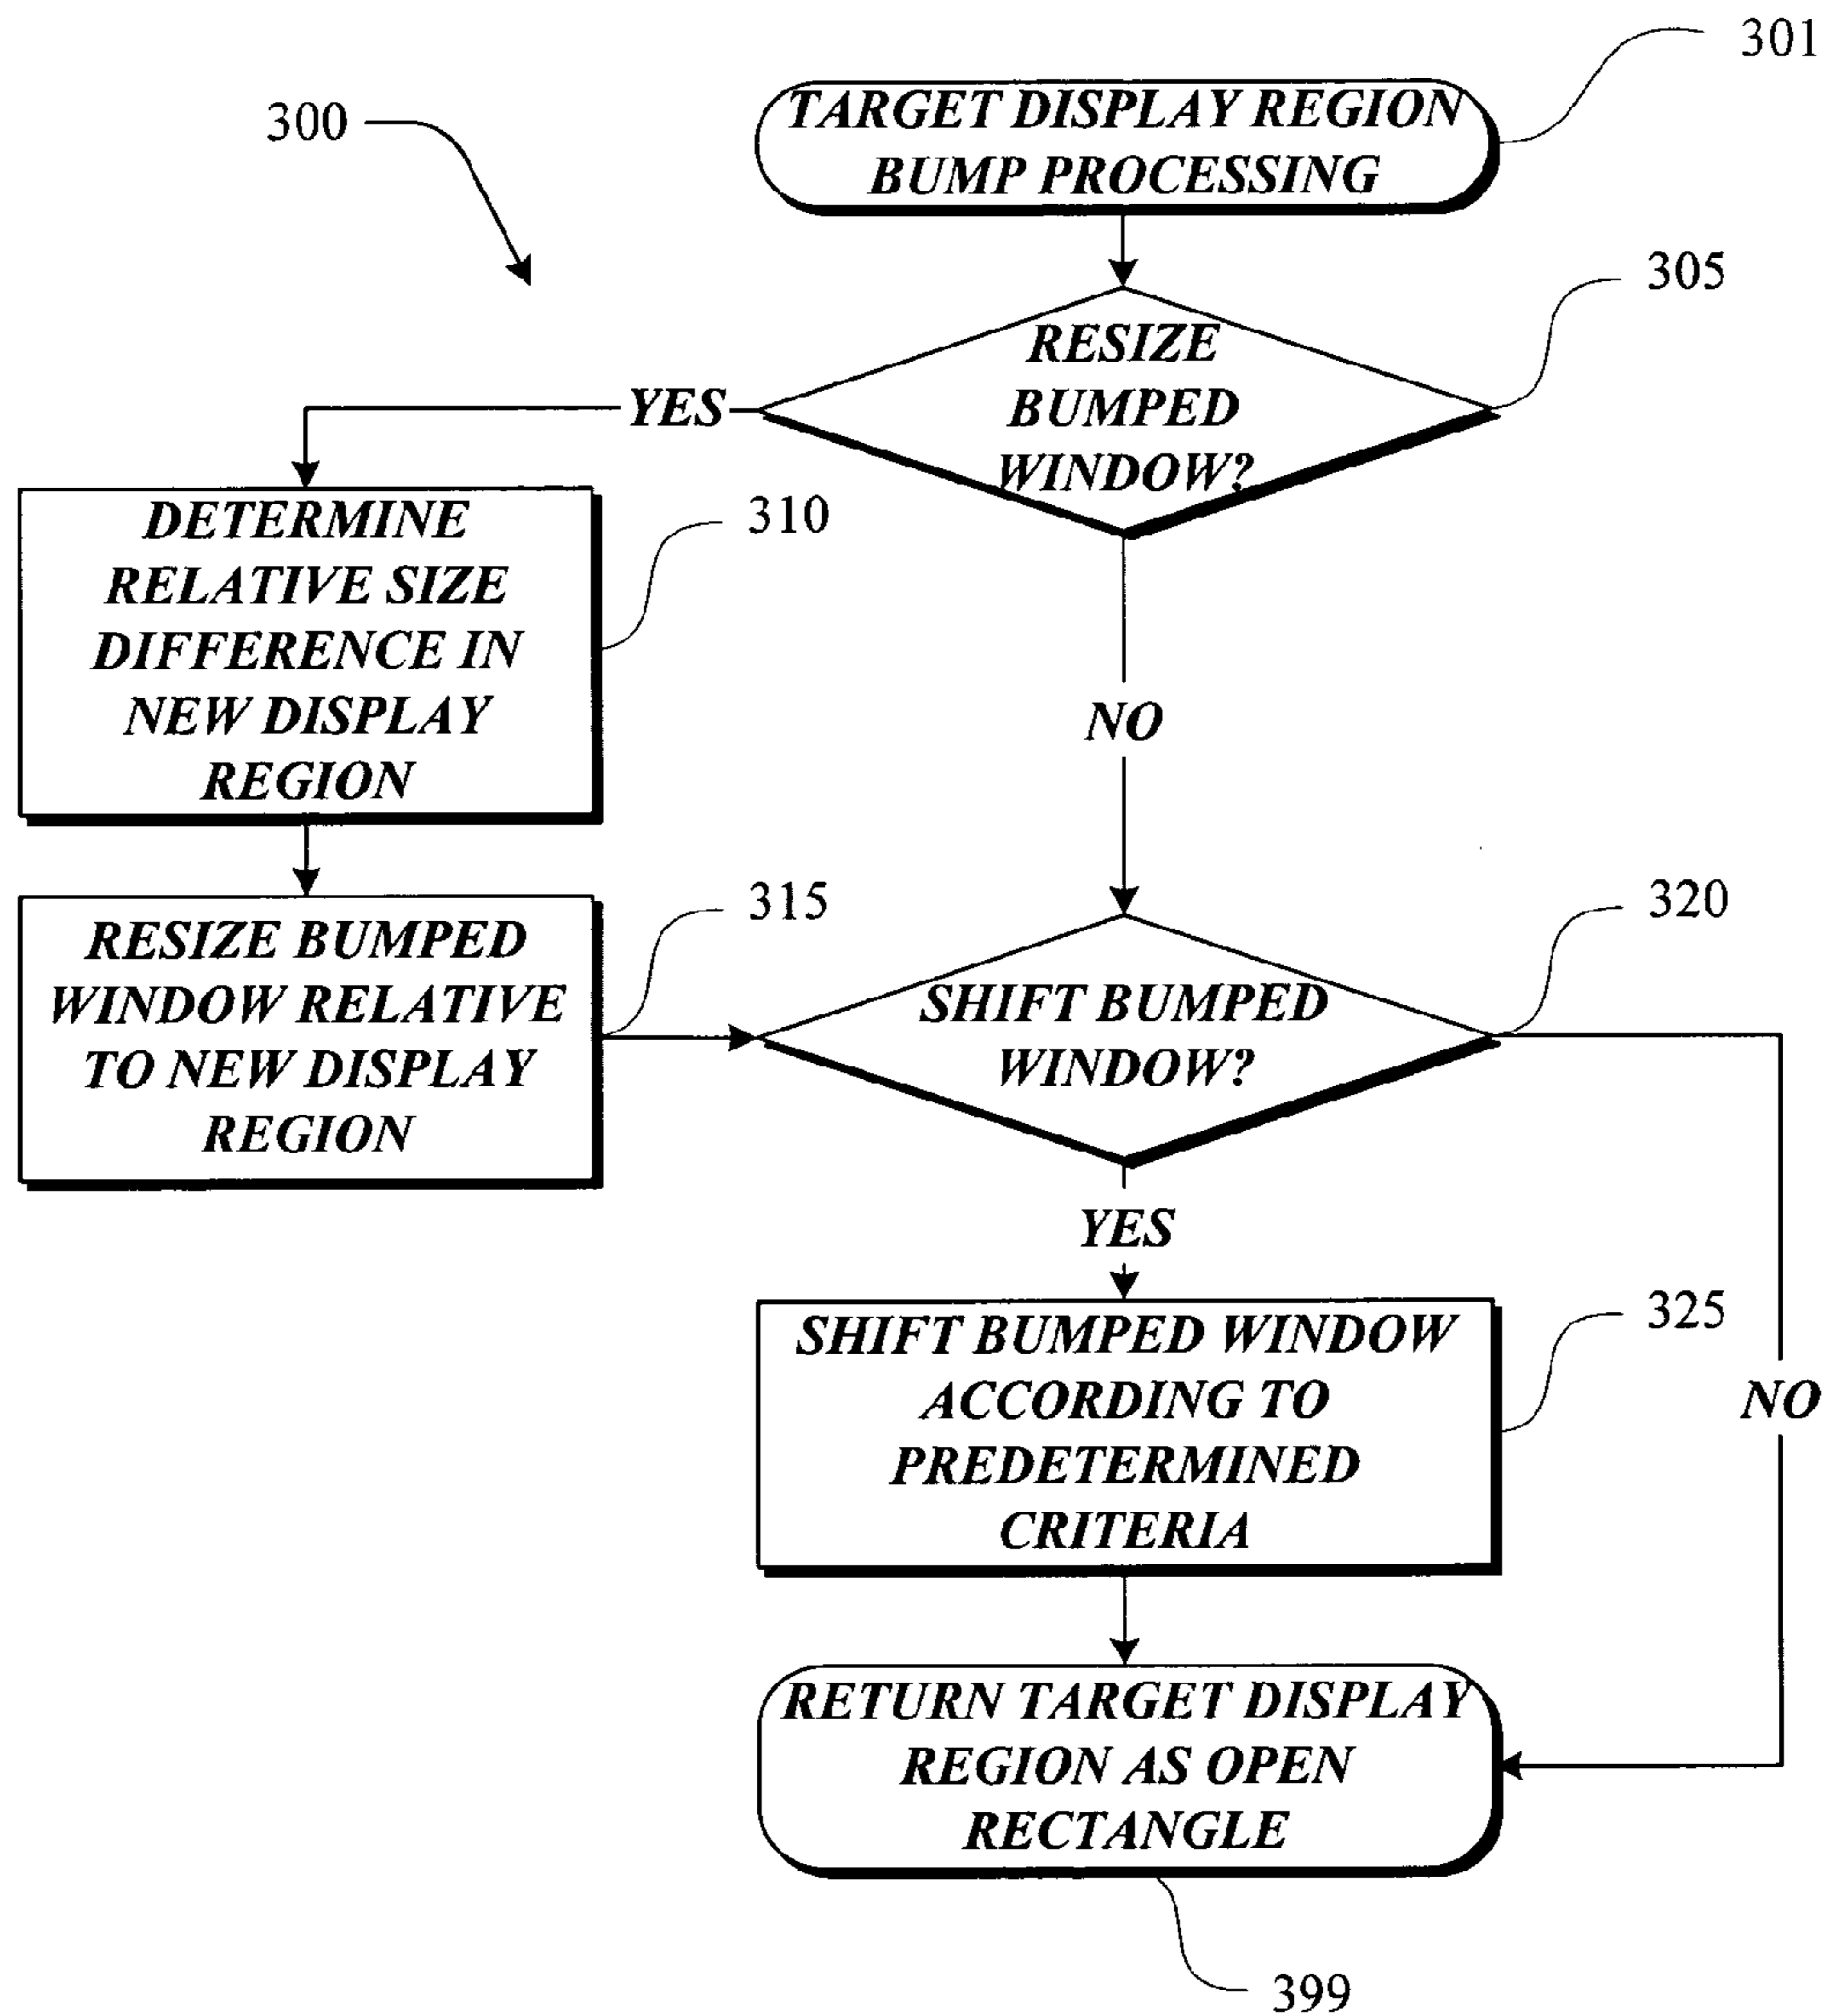 301
TARGET DISPLAY REGION
BUMP PROCESSING
300
305
RESIZE
BUMPED
WINDOW?
YES
DETERMINE
RELATIVE SIZE
DIFFERENCE IN
NEW DISPLAY
REGION
310
NO
RESIZE BUMPED
WINDOW RELATIVE
TO NEW DISPLAY
REGION
315
320
SHIFT BUMPED
WINDOW?
YES
SHIFT BUMPED WINDOW
ACCORDING TO
PREDETERMINED
CRITERIA
325
NO
RETURN TARGET DISPLAY
REGION AS OPEN
RECTANGLE
399